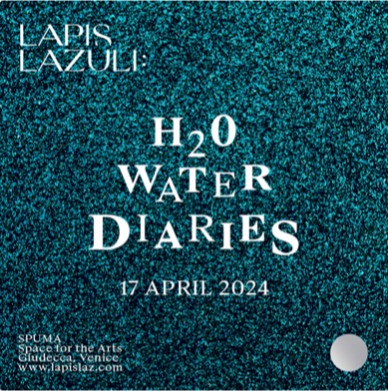 LAPIS
LAZULI:
H2O
WATER
DIARIES
17 APRIL 2024
SPUMA
Space for the Arts
Giudecca, Venice
www.lapislaz.com